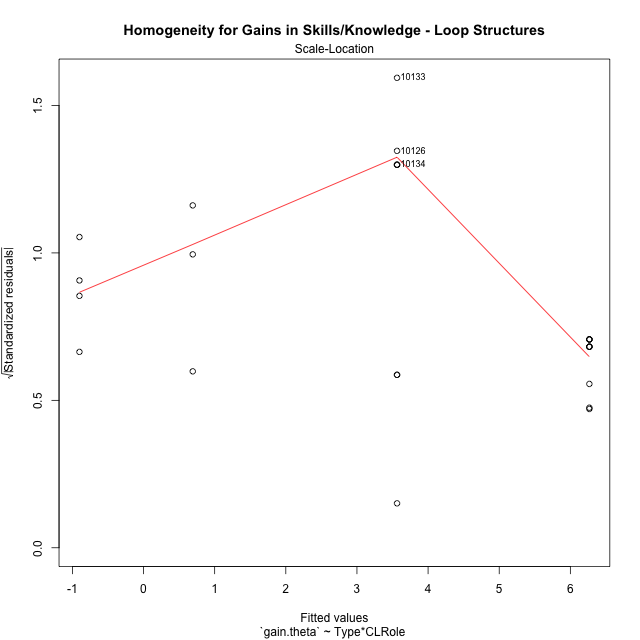 Homogeneity for Gains in Skills/Knowledge - Loop Structures
Scale-Location
√|Standardized residuals|
1.5
1.0
0.5
0.0
10133
10126
10134
-1 0 1 2 3 4 5 6
Fitted values
`gain.theta` ~ Type*CLRole